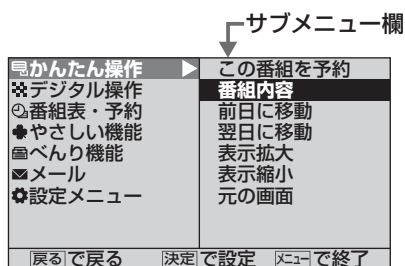 サブメニュー欄
かんたん操作
デジタル操作
番組表・予約
やさしい機能
べんり機能
メール
設定メニュー
この番組を予約
番組内容
前日に移動
翌日に移動
表示拡大
表示縮小
元の画面
戻るで戻る 決定で設定 メニューで終了